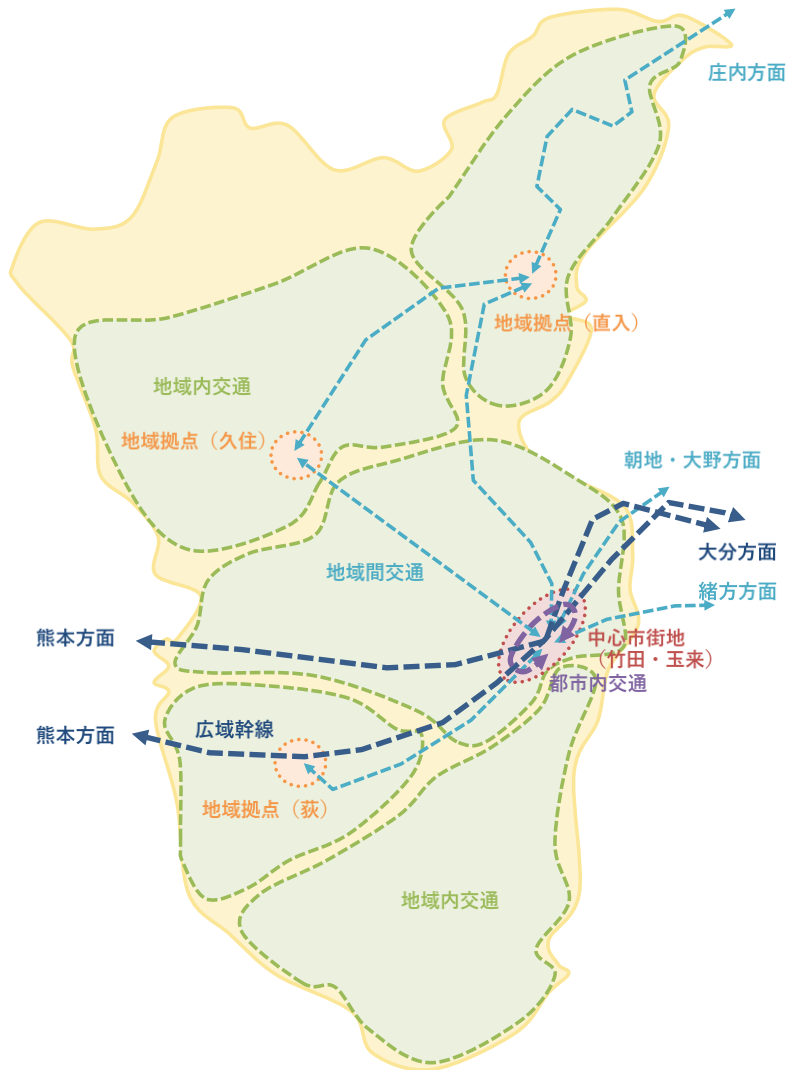 庄内方面
地域拠点（直入）
地域内交通
地域拠点（久住）
朝地・大野方面
大分方面
地域間交通
緒方方面
熊本方面
中心市街地
（竹田・玉来）
都市内交通
熊本方面
広域幹線
地域拠点（荻）
地域内交通